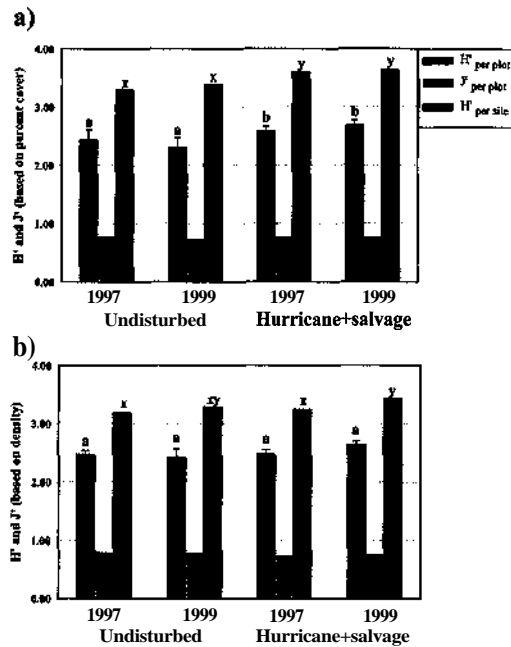 a)
H' and J' (based on percent cover)
4.00
3.00
2.00
1.00
0.00
a
x
a
x
b
y
b
y
H' per plot
J' per plot
H' per site
1997
1999
1997
1999
Undisturbed
Hurricane+salvage
b)
H' and J' (based on density)
4.00
3.00
2.00
1.00
0.00
a
x
a
xy
a
x
a
y
1997
1999
1997
1999
Undisturbed
Hurricane+salvage